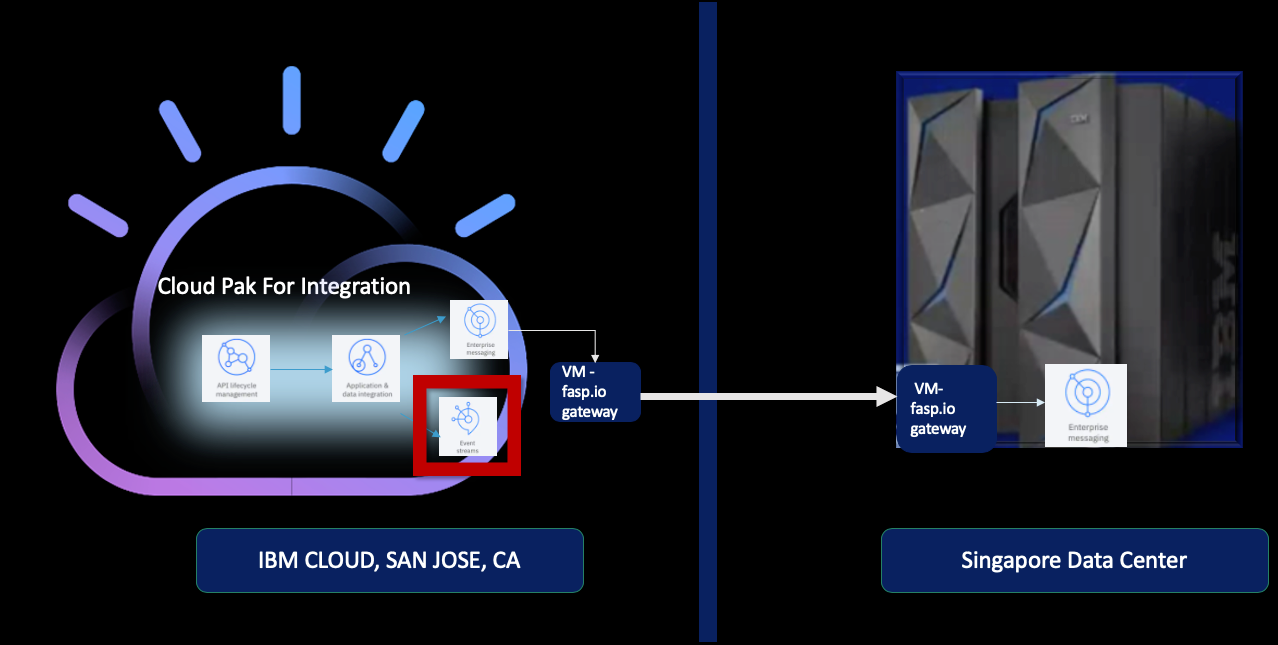 Cloud Pak For Integration
API lifecycle
management
Application &
data integration
Enterprise
messaging
Event
streams
VM -
fasp.io
gateway
IBM CLOUD, SAN JOSE, CA
IBM
IBM
VM-
fasp.io
gateway
Enterprise
messaging
Singapore Data Center